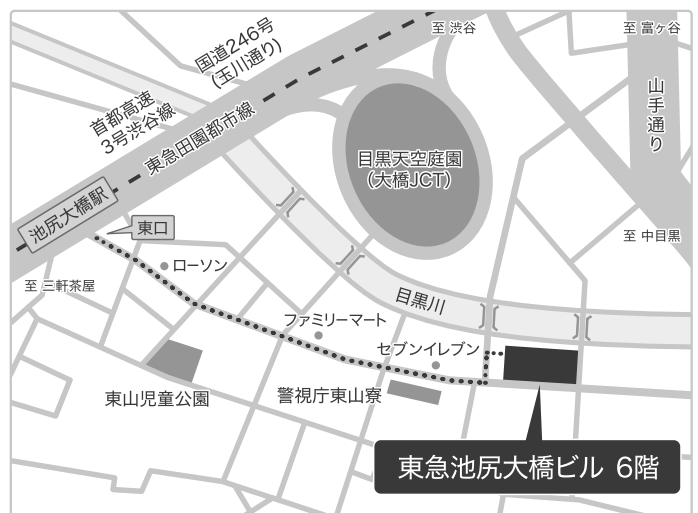 至 渋谷
至 富ヶ谷
国道246号
(玉川通り)
山手通り
首都高速
3号渋谷線
東急田園都市線
目黒天空庭園
(大橋JCT)
池尻大橋駅
東口
至 中目黒
ローソン
至 三軒茶屋
目黒川
ファミリーマート
セブンイレブン
東山児童公園
警視庁東山寮
東急池尻大橋ビル 6階